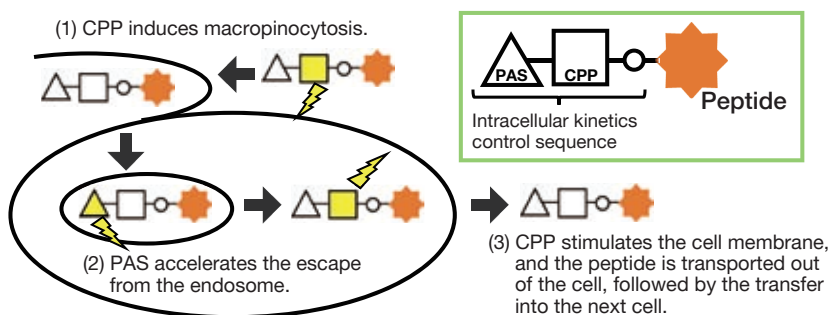 (1) CPP induces macropinocytosis.
PAS
CPP
Peptide
Intracellular kinetics
control sequence
(2) PAS accelerates the escape
from the endosome.
(3) CPP stimulates the cell membrane,
and the peptide is transported out
of the cell, followed by the transfer
into the next cell.